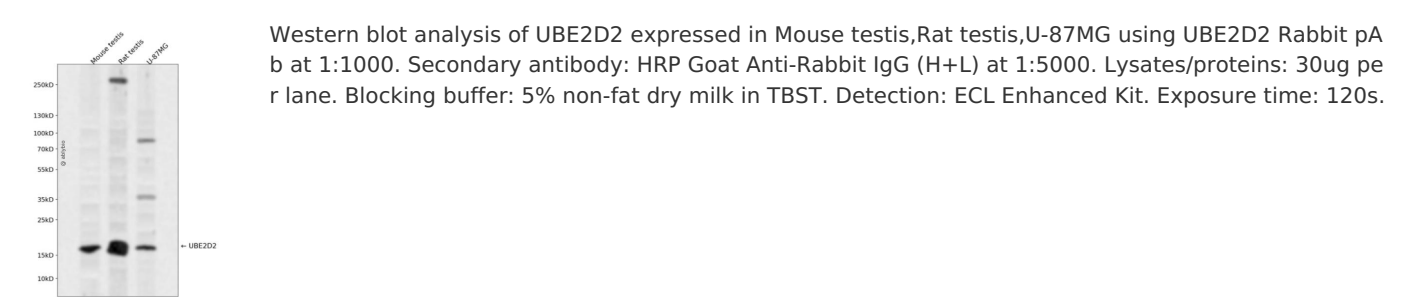 Mouse testis
Rat testis
U-87MG
250kD
130kD
100kD
70kD
55kD
35kD
25kD
15kD
10kD
← UBE2D2
Western blot analysis of UBE2D2 expressed in Mouse testis,Rat testis,U-87MG using UBE2D2 Rabbit pA
b at 1:1000. Secondary antibody: HRP Goat Anti-Rabbit IgG (H+L) at 1:5000. Lysates/proteins: 30ug pe
r lane. Blocking buffer: 5% non-fat dry milk in TBST. Detection: ECL Enhanced Kit. Exposure time: 120s.